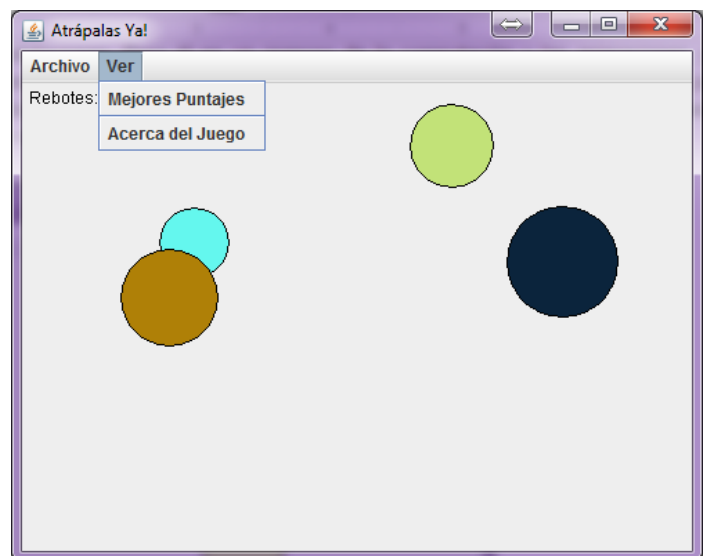 Atrápalas Ya!
Archivo Ver
Rebotes:
Mejores Puntajes
Acerca del Juego